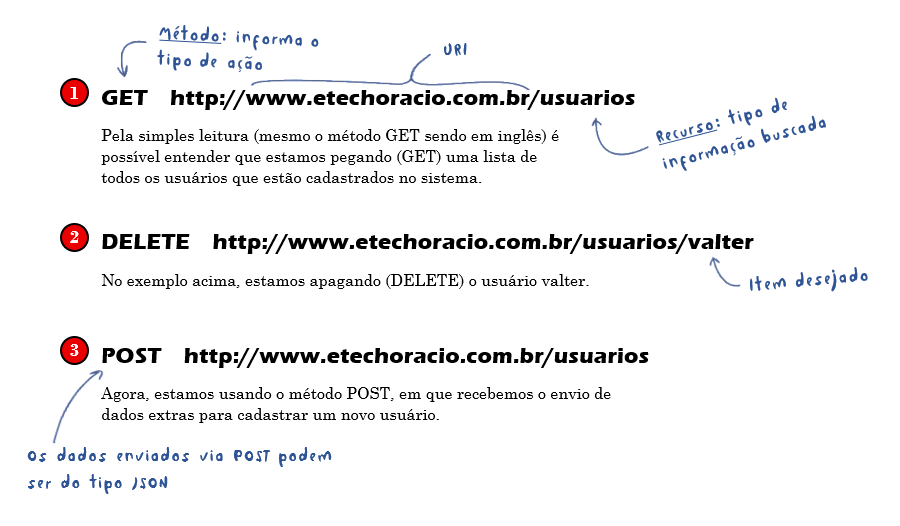 Método: informa o
tipo de ação
URI
1
GET http://www.etechoracio.com.br/usuarios
Recurso: tipo de
informação buscada
Pela simples leitura (mesmo o método GET sendo em inglês) é
possível entender que estamos pegando (GET) uma lista de
todos os usuários que estão cadastrados no sistema.
2
DELETE http://www.etechoracio.com.br/usuarios/valter
Item desejado
No exemplo acima, estamos apagando (DELETE) o usuário valter.
3
POST http://www.etechoracio.com.br/usuarios
Agora, estamos usando o método POST, em que recebemos o envio de
dados extras para cadastrar um novo usuário.
Os dados enviados via POST podem
ser do tipo JSON